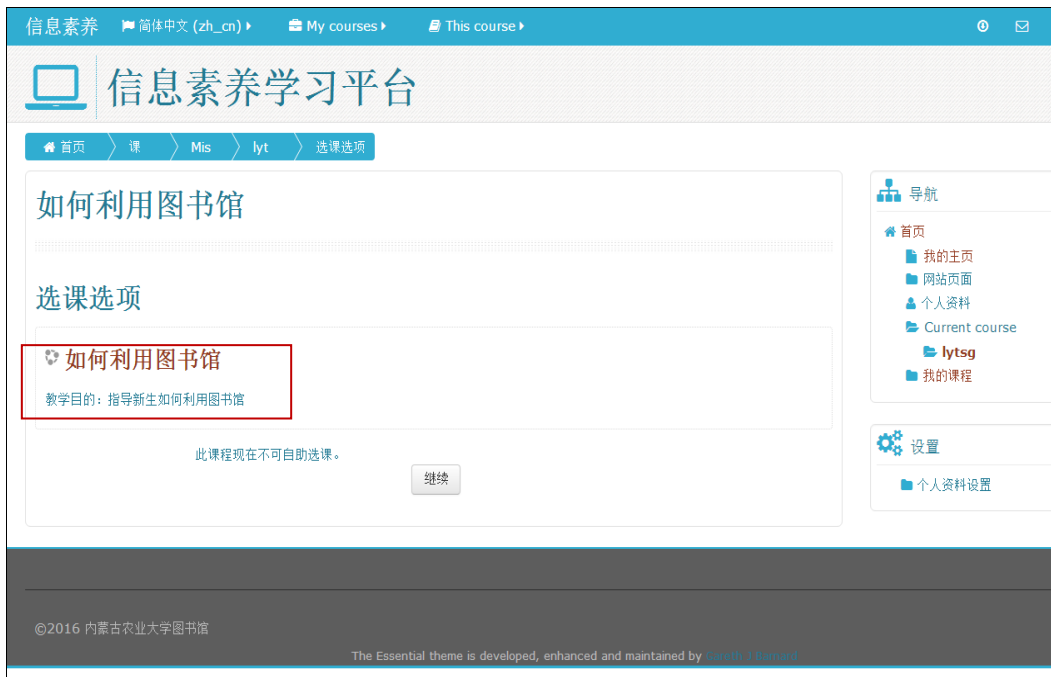 信息素养 简体中文 (zh_cn) My courses This course
信息素养学习平台
首页 课 Mis lyt 选课选项
如何利用图书馆
选课选项
如何利用图书馆
教学目的：指导新生如何利用图书馆
此课程现在不可自助选课。
继续
导航
首页
我的主页
网站页面
个人资料
Current course
lytsg
我的课程
设置
个人资料设置
©2016 内蒙古农业大学图书馆
The Essential theme is developed, enhanced and maintained by